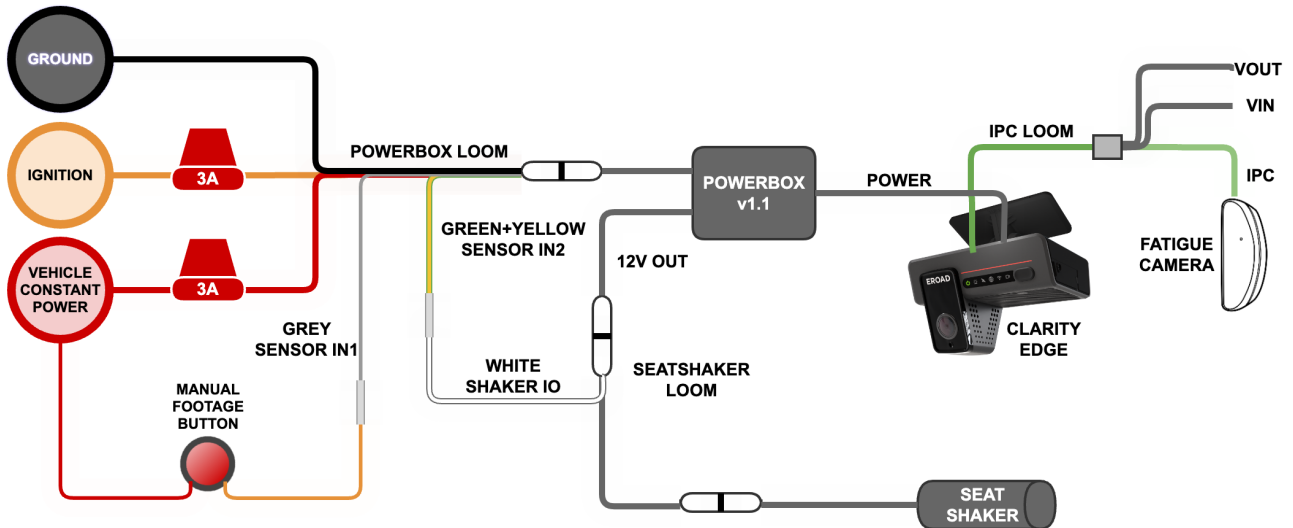 GROUND
IGNITION
3A
VEHICLE
CONSTANT
POWER
3A
MANUAL
FOOTAGE
BUTTON
GREY
SENSOR IN1
POWERBOX LOOM
GREEN+YELLOW
SENSOR IN2
WHITE
SHAKER IO
12V OUT
SEATSHAKER
LOOM
POWERBOX
v1.1
POWER
SEAT
SHAKER
IPC LOOM
EROAD
CLARITY
EDGE
VOUT
VIN
IPC
FATIGUE
CAMERA